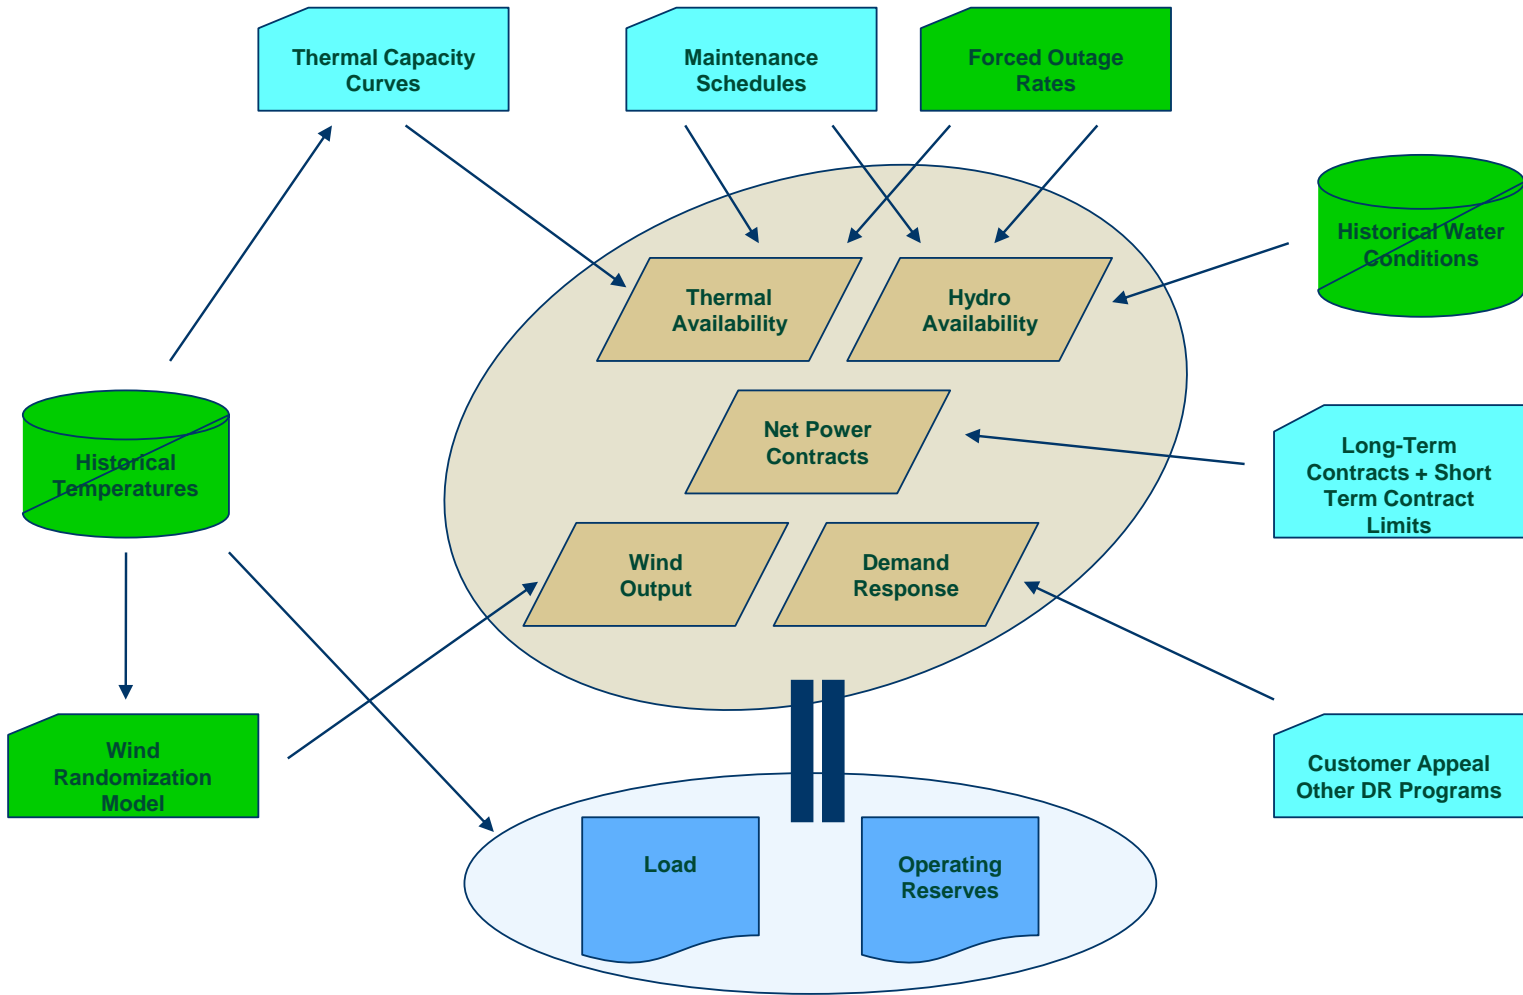 Thermal Capacity
Curves
Maintenance
Schedules
Forced Outage
Rates
Historical Water
Conditions
Thermal
Availability
Hydro
Availability
Net Power
Contracts
Historical
Temperatures
Long-Term
Contracts + Short
Term Contract
Limits
Wind
Output
Demand
Response
Wind
Randomization
Model
Customer Appeal
Other DR Programs
Load
Operating
Reserves